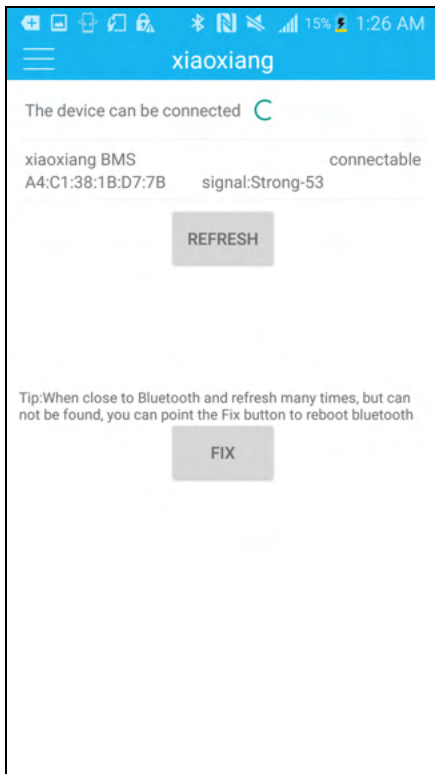 15% 1:26 AM
xiaoxiang
The device can be connected
xiaoxiang BMS connectable
A4:C1:38:1B:D7:7B signal:Strong-53
REFRESH
Tip:When close to Bluetooth and refresh many times, but can
not be found, you can point the Fix button to reboot bluetooth
FIX